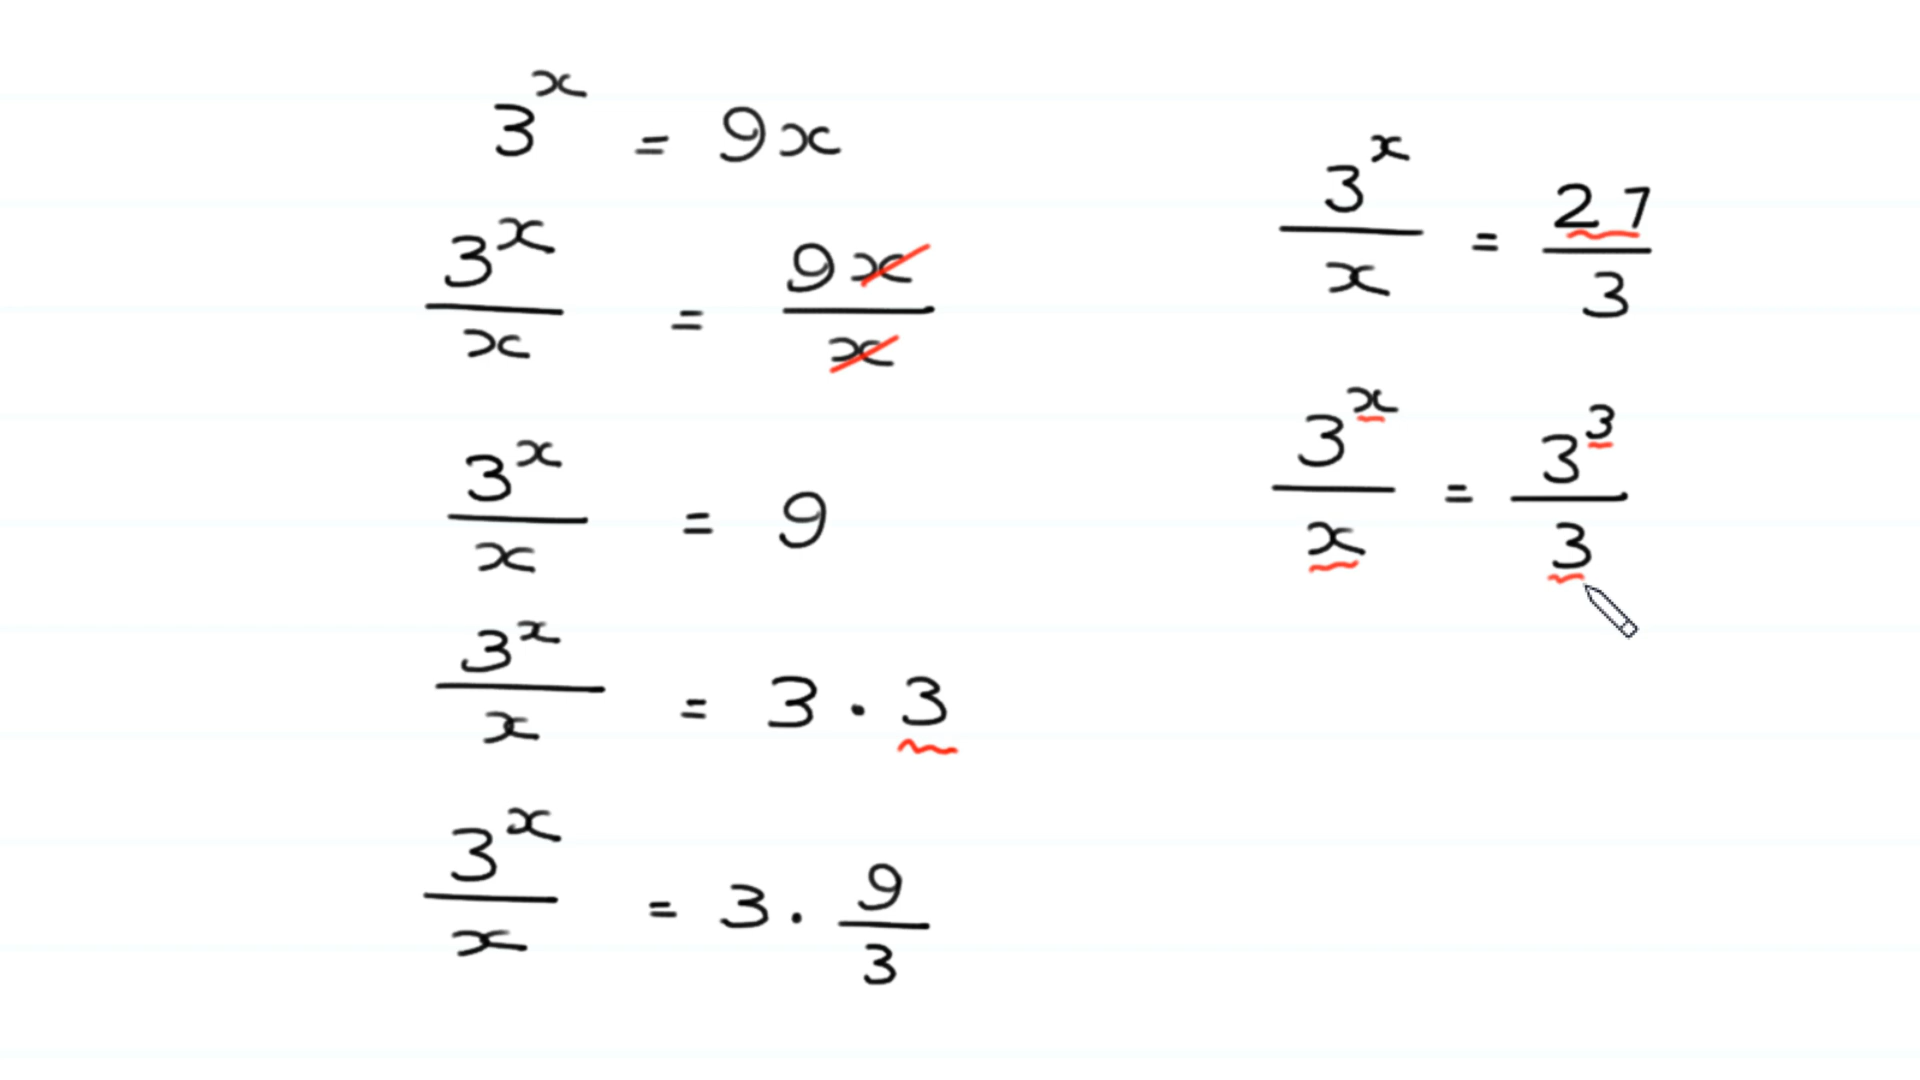 3^x = 9x
3^x/x = 9x/x
3^x/x = 9
3^x/x = 3 · 3
3^x/x = 3 · 9/3
3^x/x = 27/3
3^x/x = 3^3/3